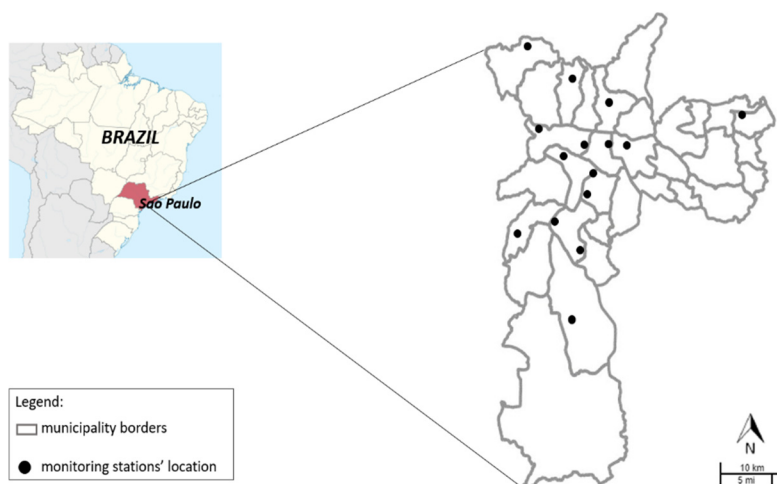 BRAZIL
São Paulo
Legend:
municipality borders
monitoring stations' location
N
10 km
5 mi